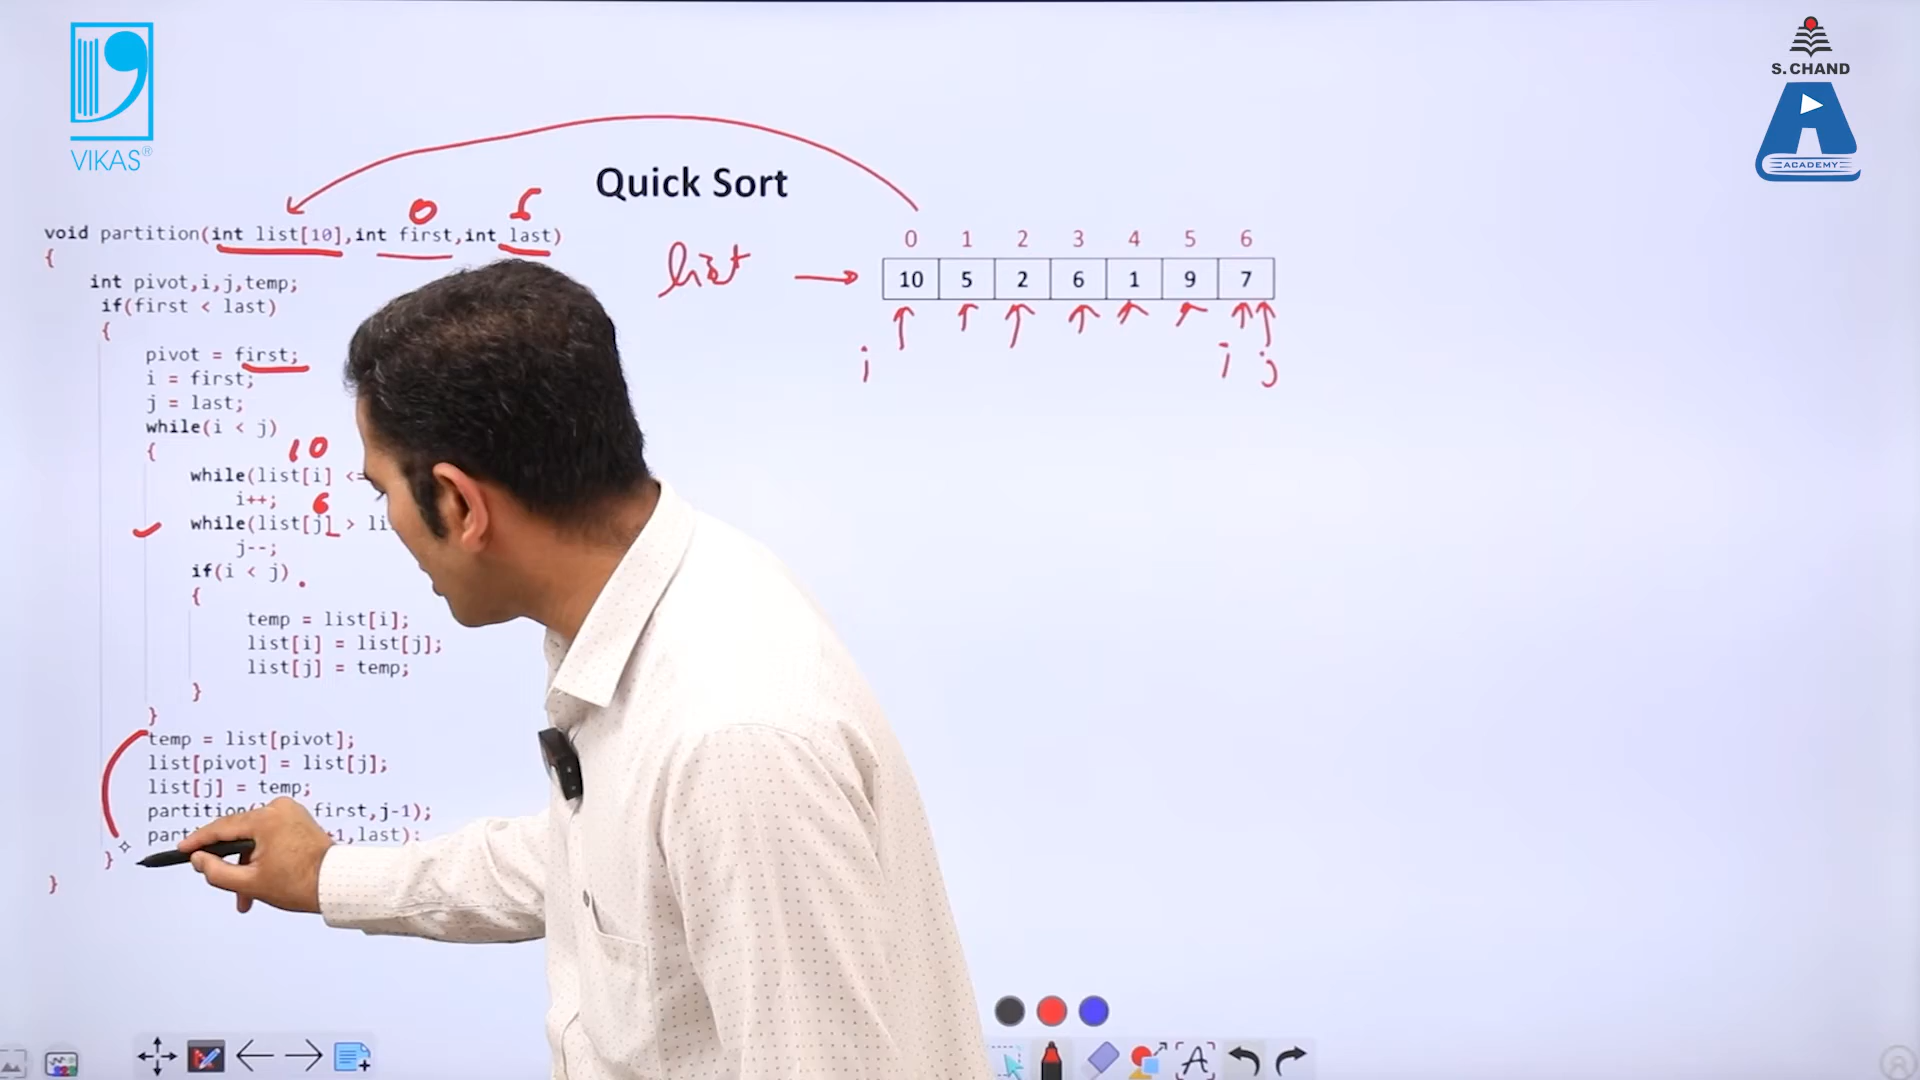 VIKAS®
S. CHAND
ACADEMY
Quick Sort
0 6
void partition(int list[10],int first,int last)
{
int pivot,i,j,temp;
if(first < last)
{
pivot = first;
i = first;
j = last;
while(i < j)
{
10
while(list[i] <=
i++;
6
while(list[j] > li
j--;
if(i < j)
{
temp = list[i];
list[i] = list[j];
list[j] = temp;
}
}
temp = list[pivot];
list[pivot] = list[j];
list[j] = temp;
partition( first,j-1);
part +1,last);
}
}
list
0 1 2 3 4 5 6
10 5 2 6 1 9 7
i i j
A